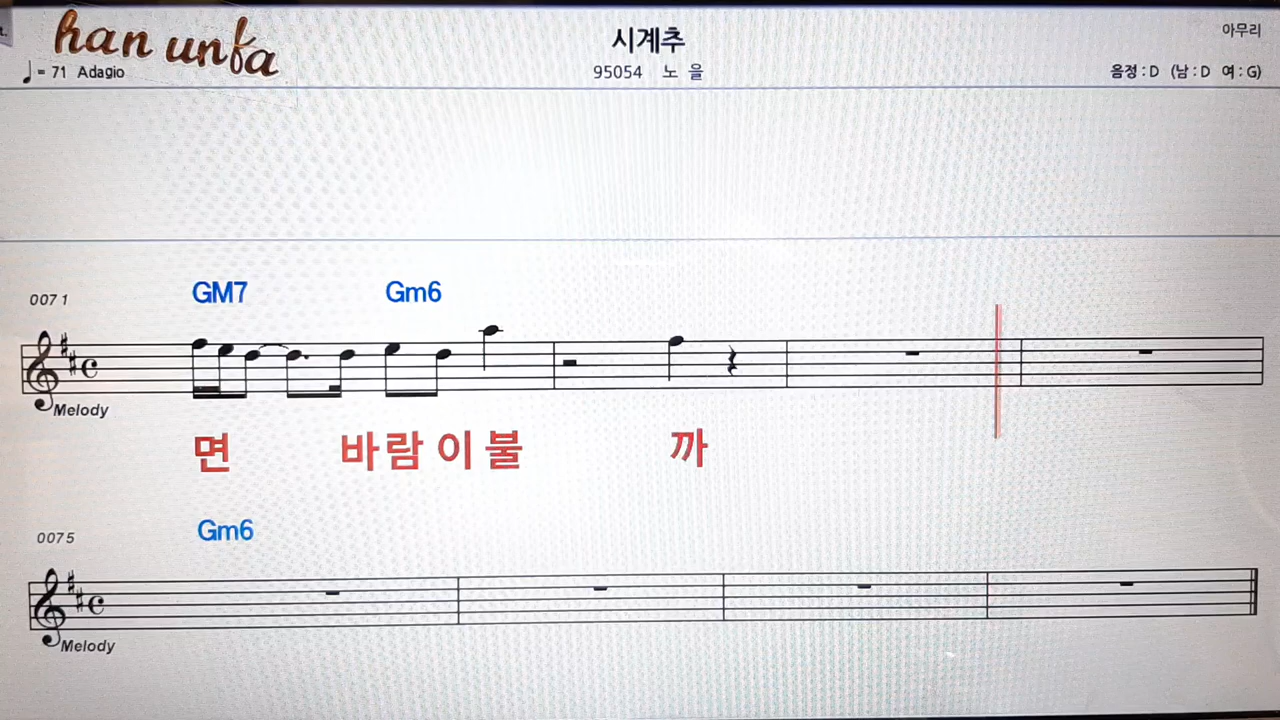 han unfa
시계추
아무리
♩ = 71 Adagio
95054 노 을
음정 : D (남 : D 여 : G)
GM7 Gm6
0071
Melody
면 바람이불 까
Gm6
0075
Melody